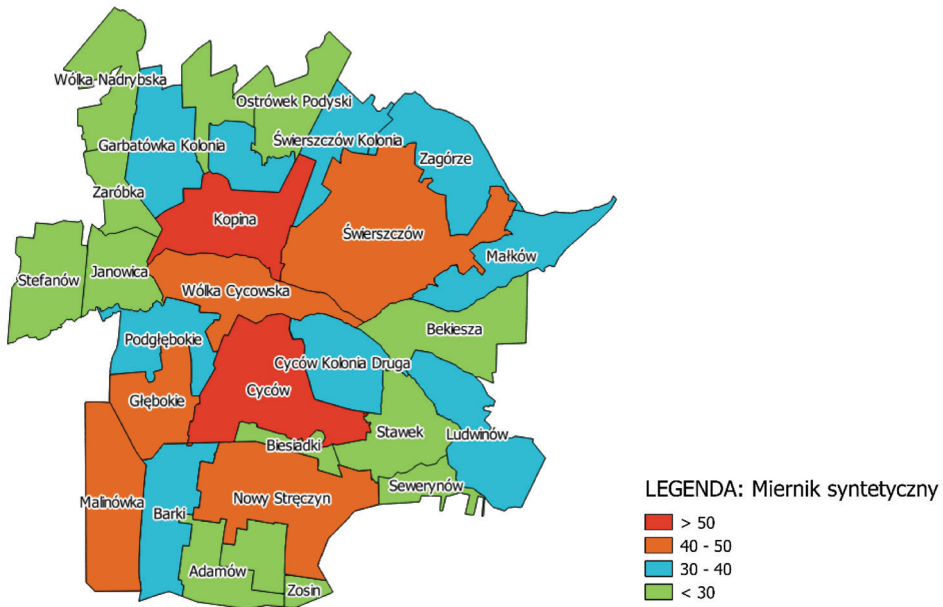 Wólka Nadrybska
Ostrówek Podyski
Garbatówka Kolonia
Świerszczów Kolonia
Zagórze
Zaróbka
Kopina
Świerszczów
Małków
Stefanów
Janowica
Wólka Cycowska
Bekiesza
Podgłębokie
Cyców Kolonia Druga
Głębokie
Cyców
Stawek
Ludwinów
Biesiadki
Sewerynów
Malinówka
Barki
Nowy Stręczyn
Adamów
Zosin
LEGENDA: Miernik syntetyczny
> 50
40 - 50
30 - 40
< 30